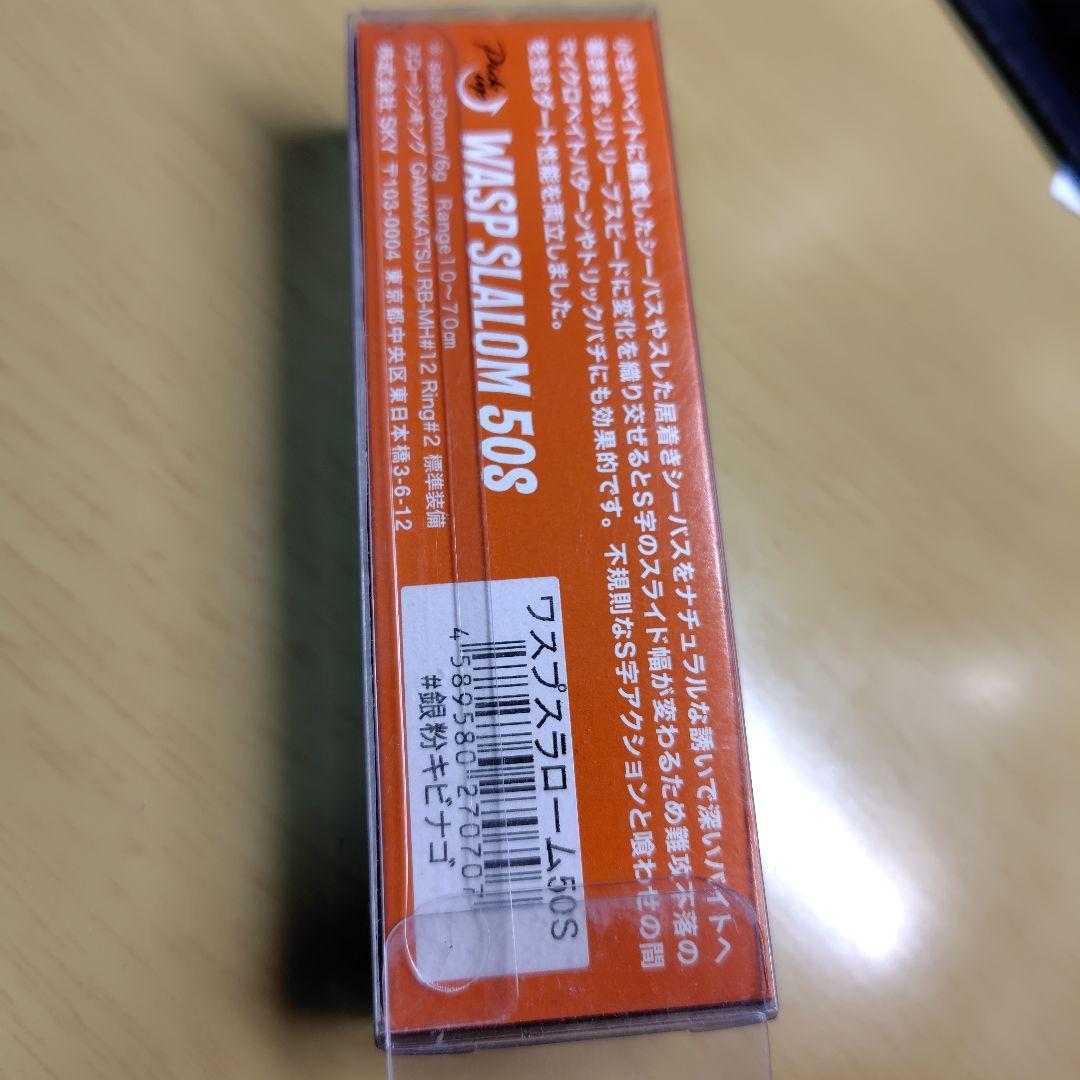 小さいベイトに偏食したシーバスやスレた居着きシーバスをナチュラルな誘いで深いバイトへ
導きます。リトリーブスピードに変化を織り交ぜるとS字のスライド幅が変わるため難攻不落の
マイクロベイトパターンやトリックバチにも効果的です。不規則なS字アクションと喰わせの間
を含むダート性能を両立しました。
Pick up
WASP SLALOM 50S
※size:50mm/6g Range10～70cm
スローシンキング GAMAKATSU RB-MH#12 Ring#2 標準装備
株式会社 SKY 〒103-0004 東京都中央区東日本橋3-6-12
ワスプスラローム50S
4 589580 270707
#銀粉キビナゴ